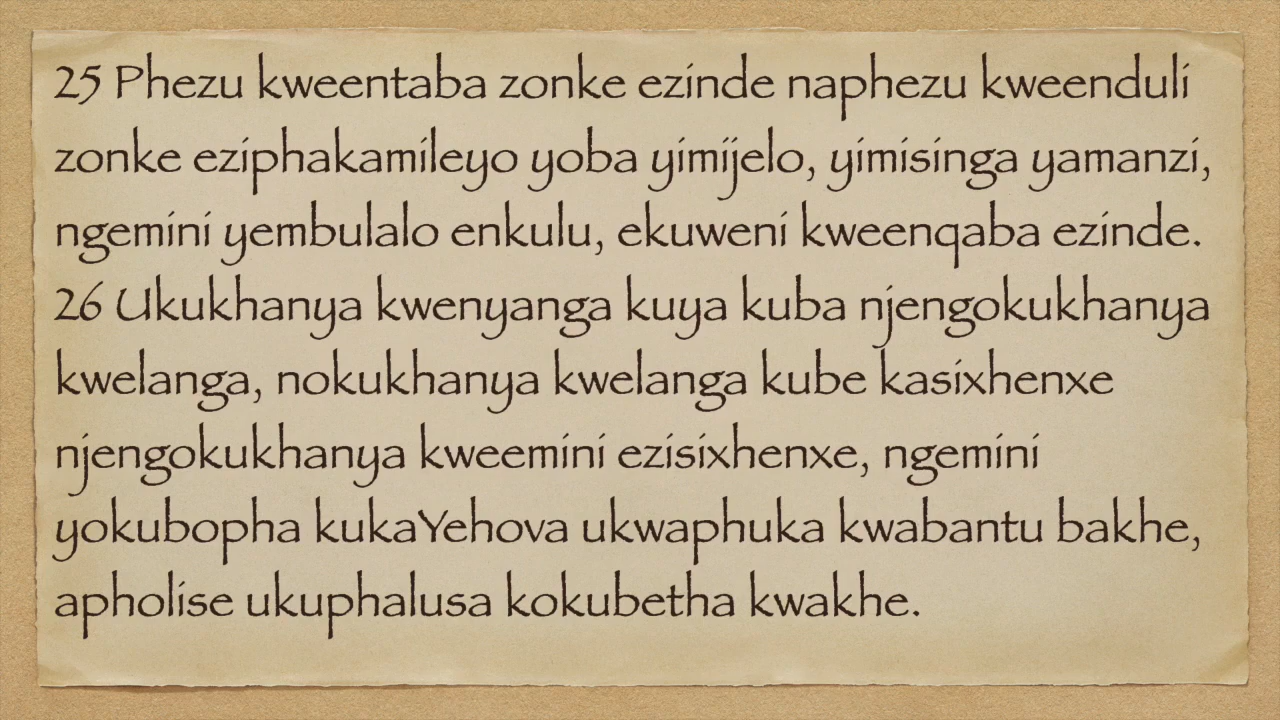 25 Phezu kweentaba zonke ezinde naphezu kweenduli
zonke eziphakamileyo yoba yimijelo, yimisinga yamanzi,
ngemini yembulalo enkulu, ekuweni kweenqaba ezinde.
26 Ukukhanya kwenyanga kuya kuba njengokukhanya
kwelanga, nokukhanya kwelanga kube kasixhenxe
njengokukhanya kweemini ezisixhenxe, ngemini
yokubopha kukaYehova ukwaphuka kwabantu bakhe,
apholise ukuphalusa kokubetha kwakhe.